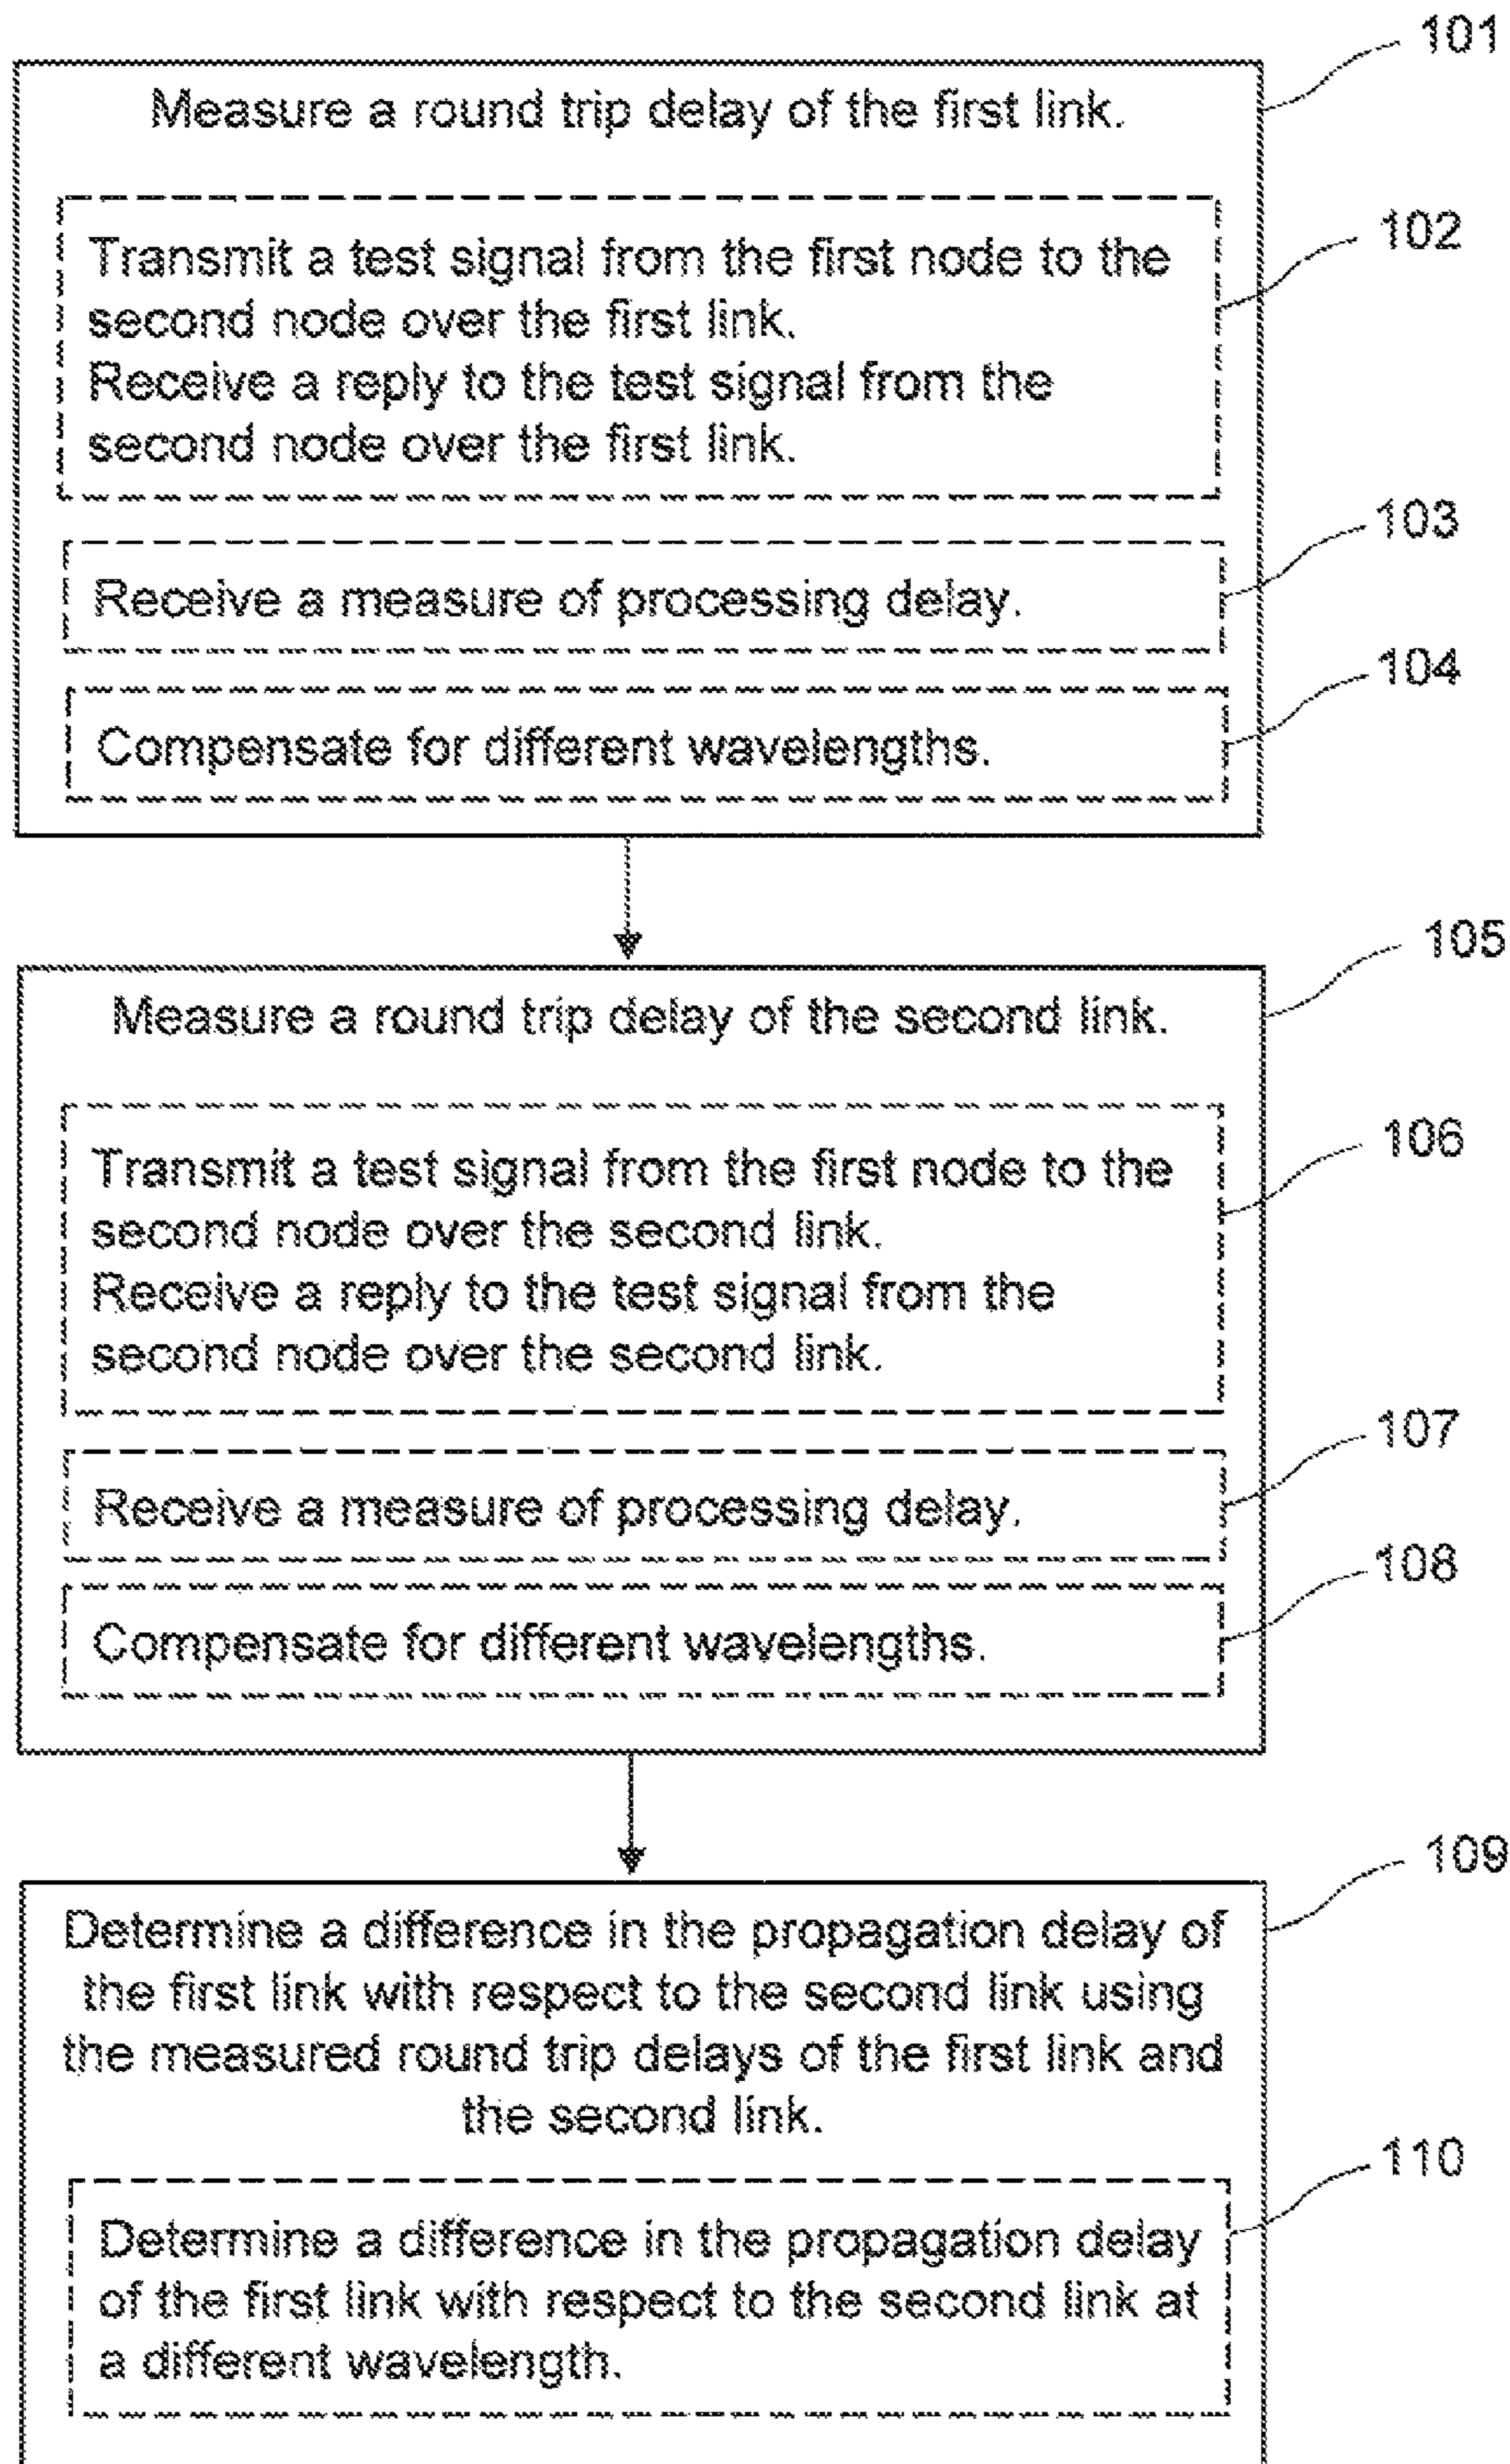 101
Measure a round trip delay of the first link.
102
Transmit a test signal from the first node to the
second node over the first link.
Receive a reply to the test signal from the
second node over the first link.
103
Receive a measure of processing delay.
104
Compensate for different wavelengths.
105
Measure a round trip delay of the second link.
106
Transmit a test signal from the first node to the
second node over the second link.
Receive a reply to the test signal from the
second node over the second link.
107
Receive a measure of processing delay.
108
Compensate for different wavelengths.
109
Determine a difference in the propagation delay of
the first link with respect to the second link using
the measured round trip delays of the first link and
the second link.
110
Determine a difference in the propagation delay
of the first link with respect to the second link at
a different wavelength.